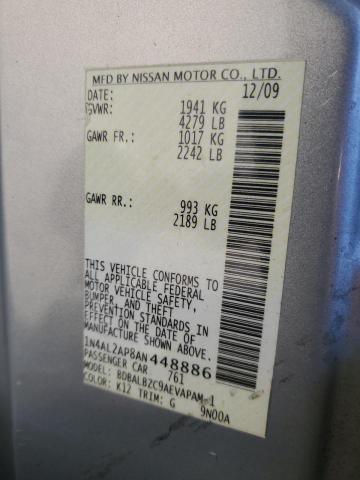 MFD BY NISSAN MOTOR CO., LTD.
DATE: 12/09
GVWR: 1941 KG
4279 LB
GAWR FR.: 1017 KG
2242 LB
GAWR RR.: 993 KG
2189 LB
THIS VEHICLE CONFORMS TO
ALL APPLICABLE FEDERAL
MOTOR VEHICLE SAFETY,
BUMPER, AND THEFT
PREVENTION STANDARDS IN
EFFECT ON THE DATE OF
MANUFACTURE SHOWN ABOVE.
1N4AL2AP8AN448886
PASSENGER CAR 761
MODEL: BDBALBZC9AEVAPAM-1
COLOR: K12 TRIM: G 9N00A